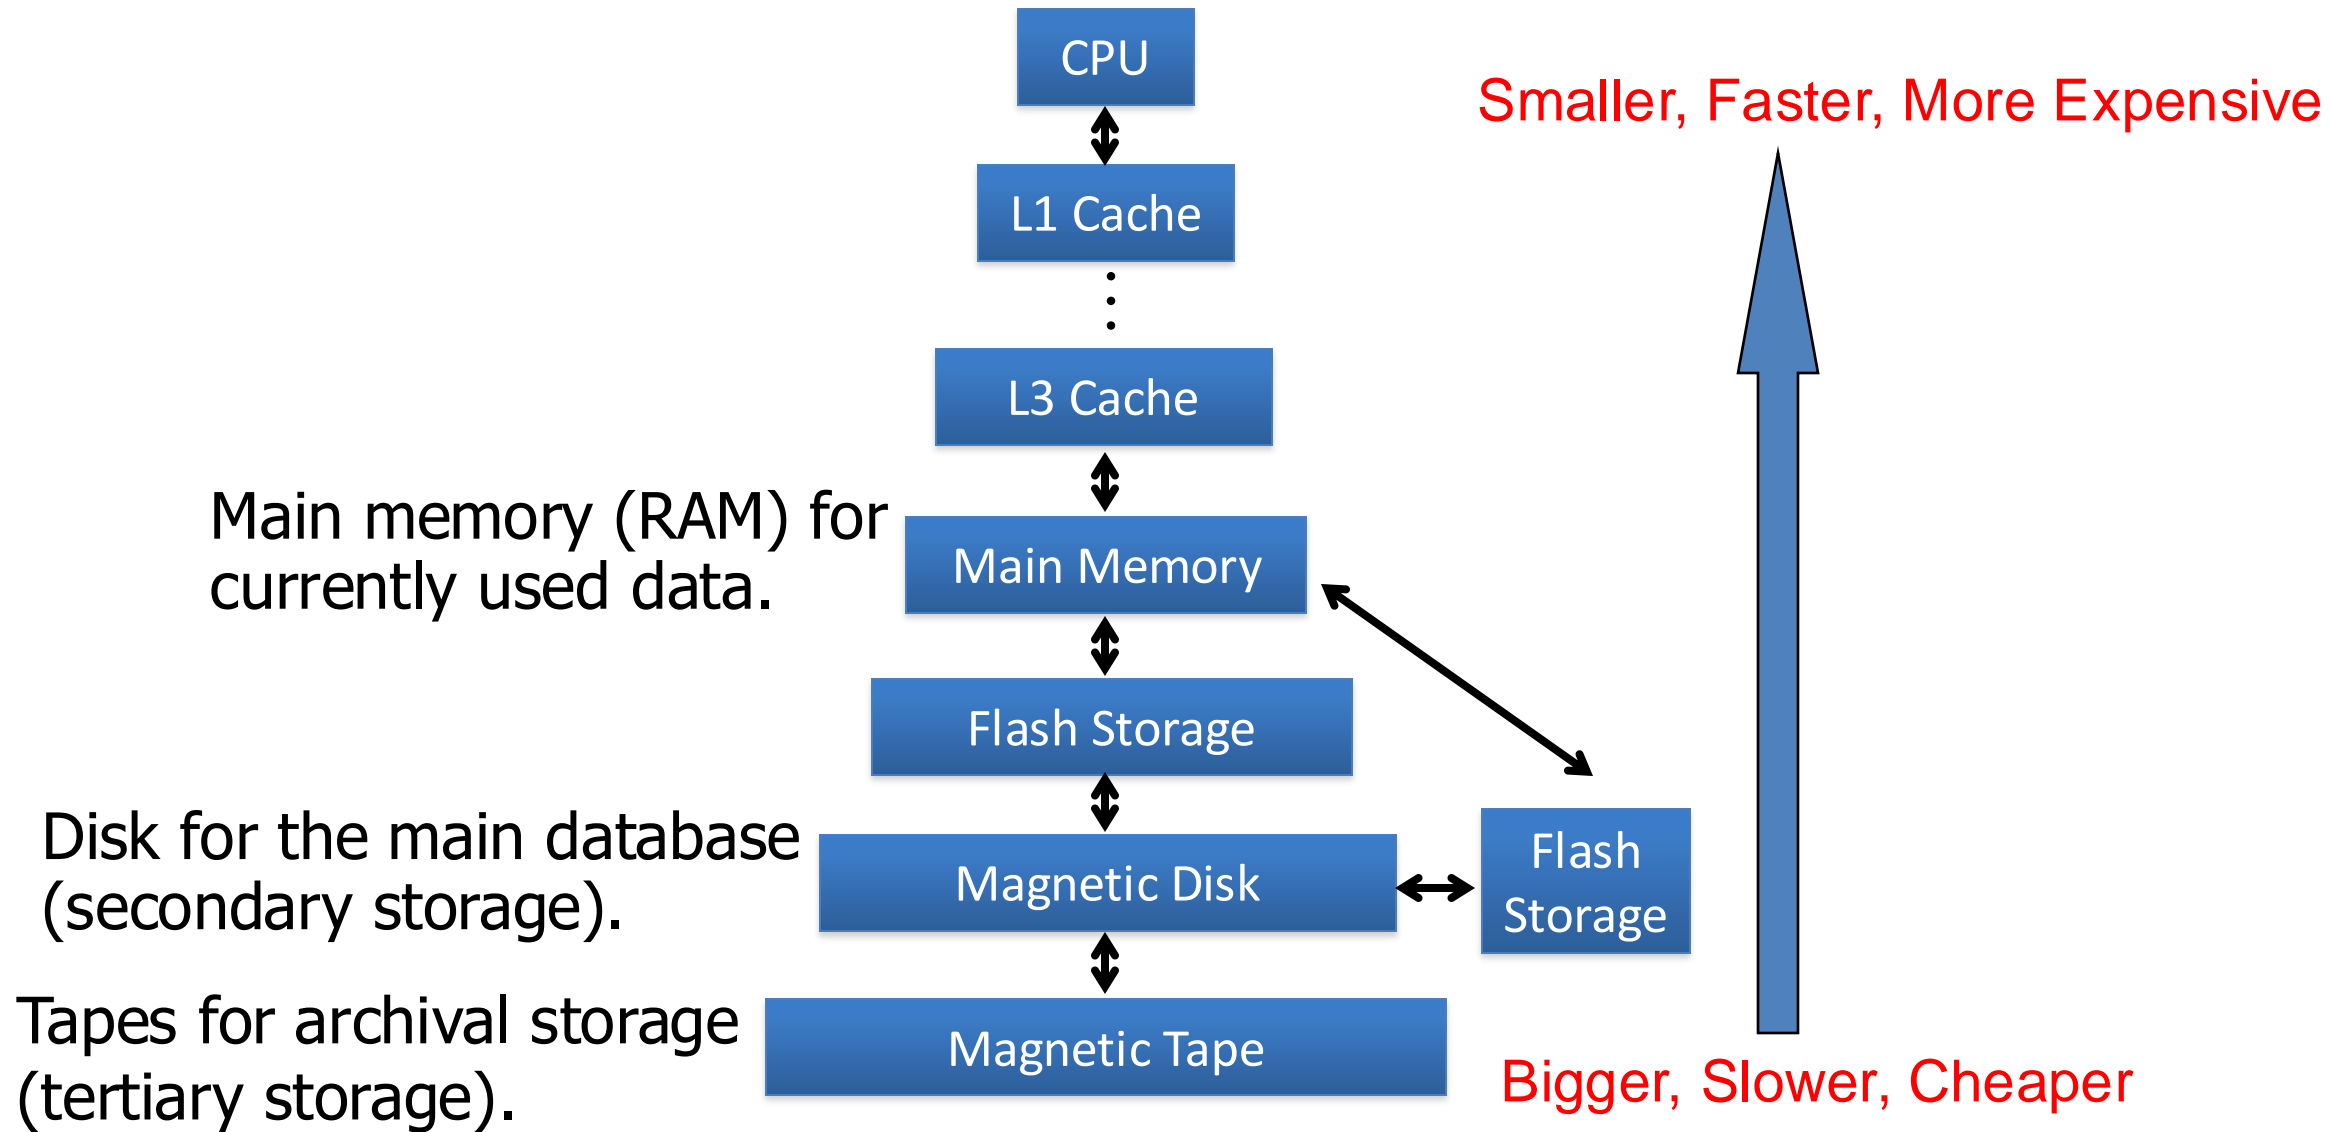 CPU
Smaller, Faster, More Expensive
L1 Cache
L3 Cache
Main memory (RAM) for
currently used data.
Main Memory
Flash Storage
Disk for the main database
(secondary storage).
Magnetic Disk
Flash
Storage
Tapes for archival storage
(tertiary storage).
Magnetic Tape
Bigger, Slower, Cheaper